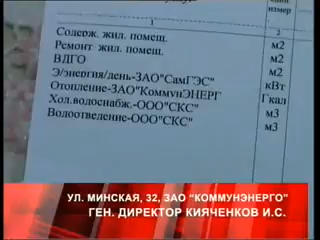 измер
1 2
Содерж. жил. помещ. м2
Ремонт жил. помещ. м2
ВДГО м2
Э/энергия/день-ЗАО"СамГЭС" кВт
Отопление-ЗАО"КоммунЭНЕРГ Гкал
Хол.водоснабж.-ООО"СКС" м3
Водоотведение-ООО"СКС" м3
УЛ. МИНСКАЯ, 32, ЗАО "КОММУНЭНЕРГО"
ГЕН. ДИРЕКТОР КИЯЧЕНКОВ И.С.